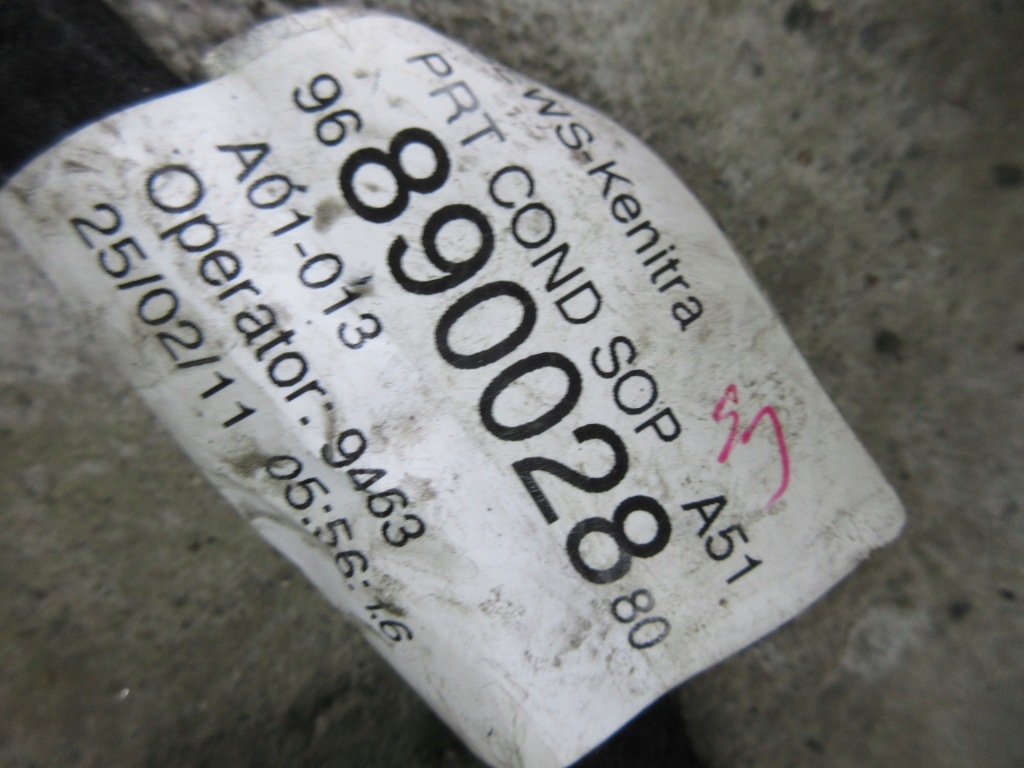 WS-Kenitra
PRT COND SOP A51
96 890028 80
A01-013
Operator: 9463
25/02/11 05:56:16